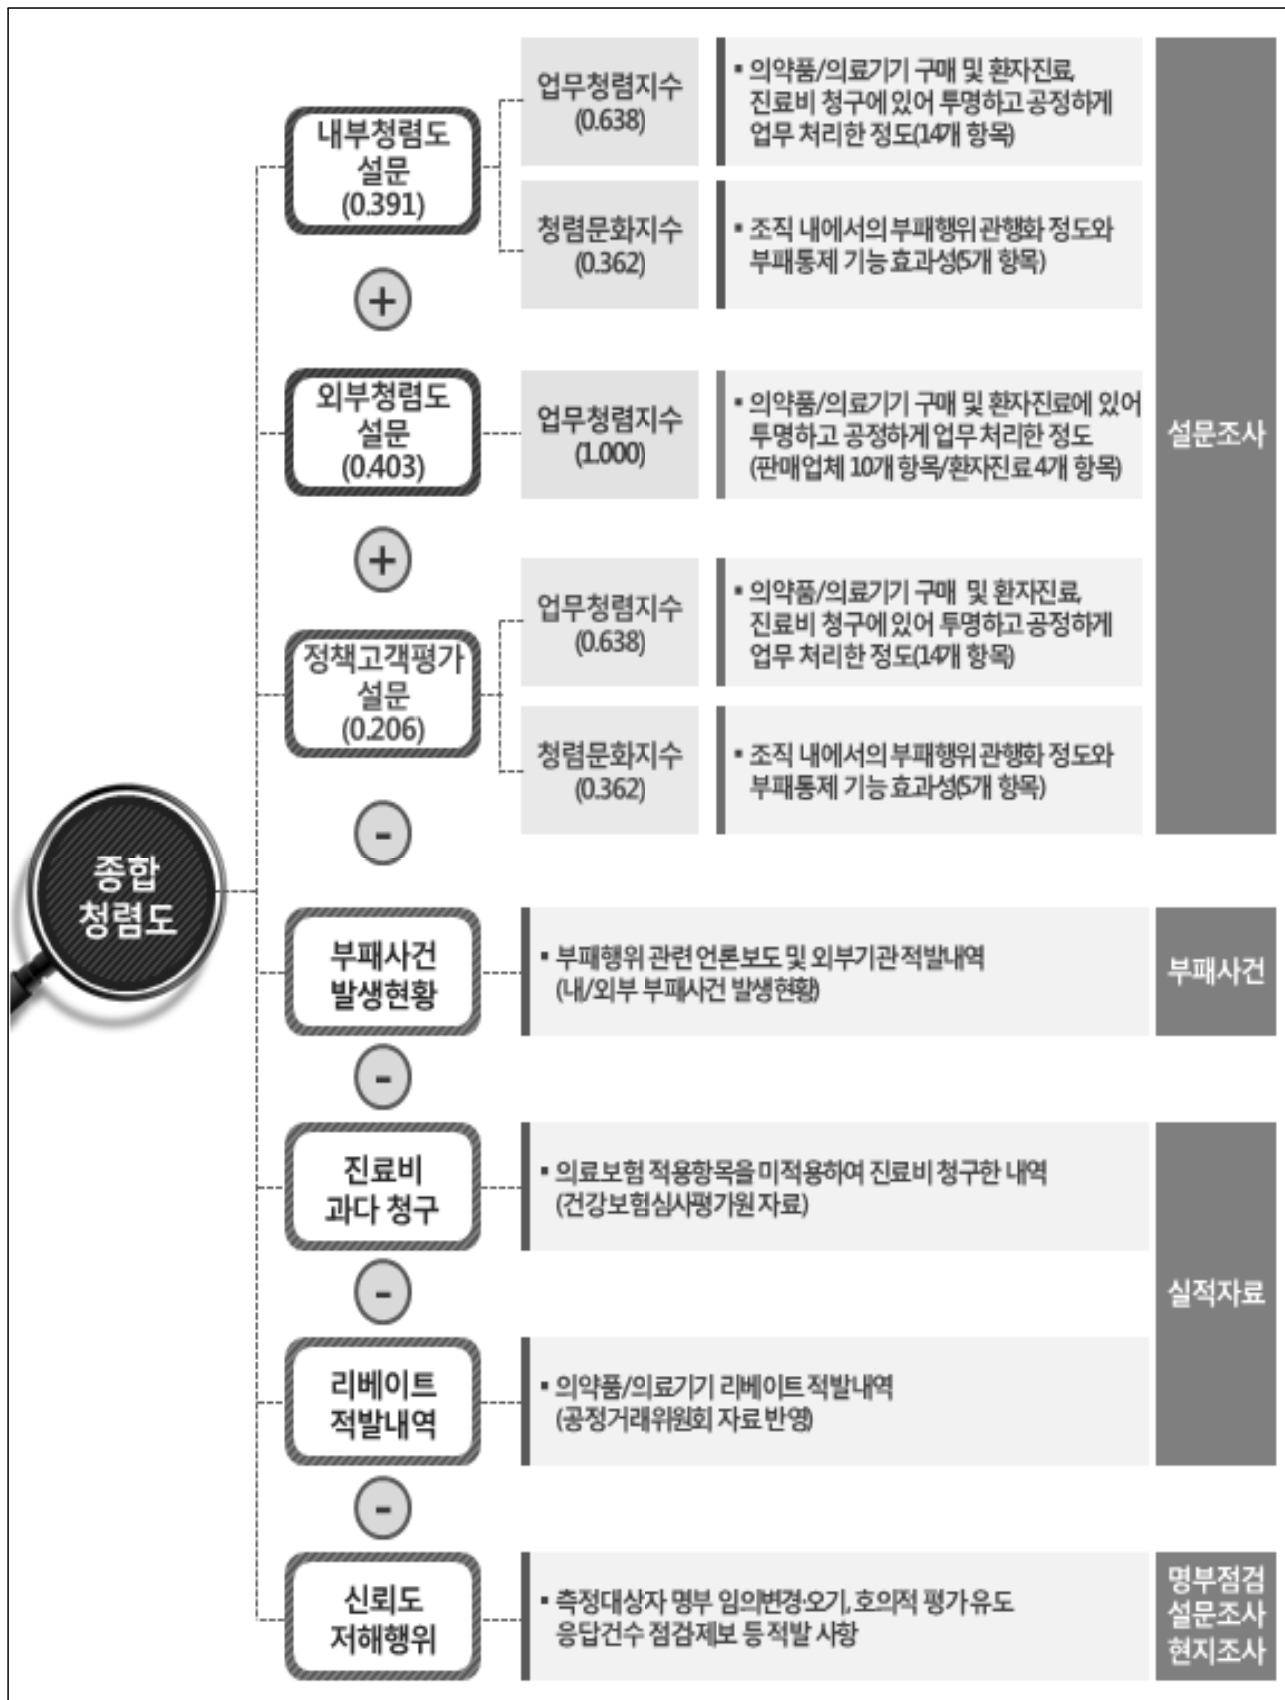 내부청렴도
설문
(0.391)
업무청렴지수
(0.638)
▪ 의약품/의료기기 구매 및 환자진료,
진료비 청구에 있어 투명하고 공정하게
업무 처리한 정도(14개 항목)
청렴문화지수
(0.362)
▪ 조직 내에서의 부패행위 관행화 정도와
부패통제 기능 효과성(5개 항목)
+
외부청렴도
설문
(0.403)
업무청렴지수
(1.000)
▪ 의약품/의료기기 구매 및 환자진료에 있어
투명하고 공정하게 업무 처리한 정도
(판매업체 10개 항목/환자진료 4개 항목)
설문조사
+
정책고객평가
설문
(0.206)
업무청렴지수
(0.638)
▪ 의약품/의료기기 구매 및 환자진료,
진료비 청구에 있어 투명하고 공정하게
업무 처리한 정도(14개 항목)
청렴문화지수
(0.362)
▪ 조직 내에서의 부패행위 관행화 정도와
부패통제 기능 효과성(5개 항목)
-
종합
청렴도
부패사건
발생현황
▪ 부패행위 관련 언론보도 및 외부기관 적발내역
(내/외부 부패사건 발생현황)
부패사건
-
진료비
과다 청구
▪ 의료보험 적용항목을 미적용하여 진료비 청구한 내역
(건강보험심사평가원 자료)
실적자료
-
리베이트
적발내역
▪ 의약품/의료기기 리베이트 적발내역
(공정거래위원회 자료 반영)
-
신뢰도
저해행위
▪ 측정대상자 명부 임의변경·오기, 호의적 평가 유도
응답건수 점검·제보 등 적발 사항
명부점검
설문조사
현지조사